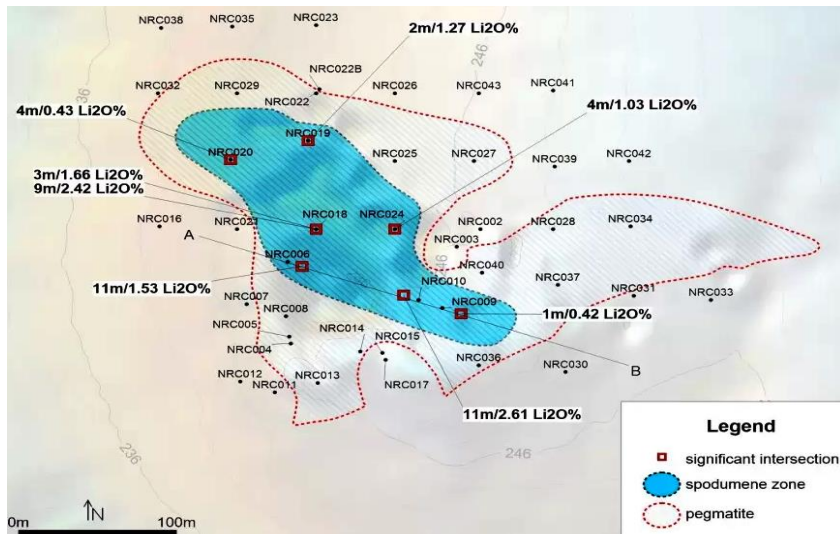 NRC038
NRC035
NRC023
2m/1.27 Li2O%
246
NRC022B
NRC032
NRC029
NRC022
NRC026
NRC043
NRC041
36
4m/0.43 Li2O%
4m/1.03 Li2O%
NRC019
NRC020
NRC025
NRC027
NRC039
NRC042
3m/1.66 Li2O%
9m/2.42 Li2O%
NRC016
NRC021
NRC018
NRC024
NRC002
NRC028
NRC034
A
NRC003
NRC006
246
NRC040
11m/1.53 Li2O%
NRC010
NRC037
NRC007
NRC009
NRC031
NRC033
NRC008
1m/0.42 Li2O%
NRC005
NRC014
NRC015
NRC004
NRC036
NRC030
B
NRC012
NRC011
NRC013
NRC017
11m/2.61 Li2O%
236
246
Legend
significant intersection
spodumene zone
pegmatite
N
0m
100m